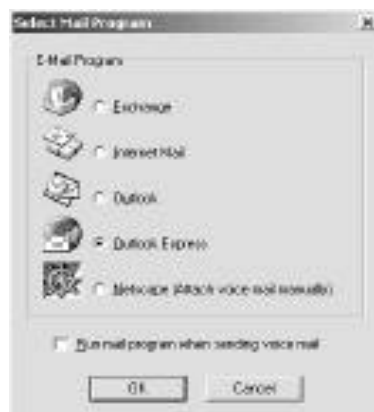 Select Mail Program
E-Mail Program
Exchange
Internet Mail
Outlook
Outlook Express
Netscape (Attach voice mail manually)
Run mail program when sending voice mail
OK
Cancel